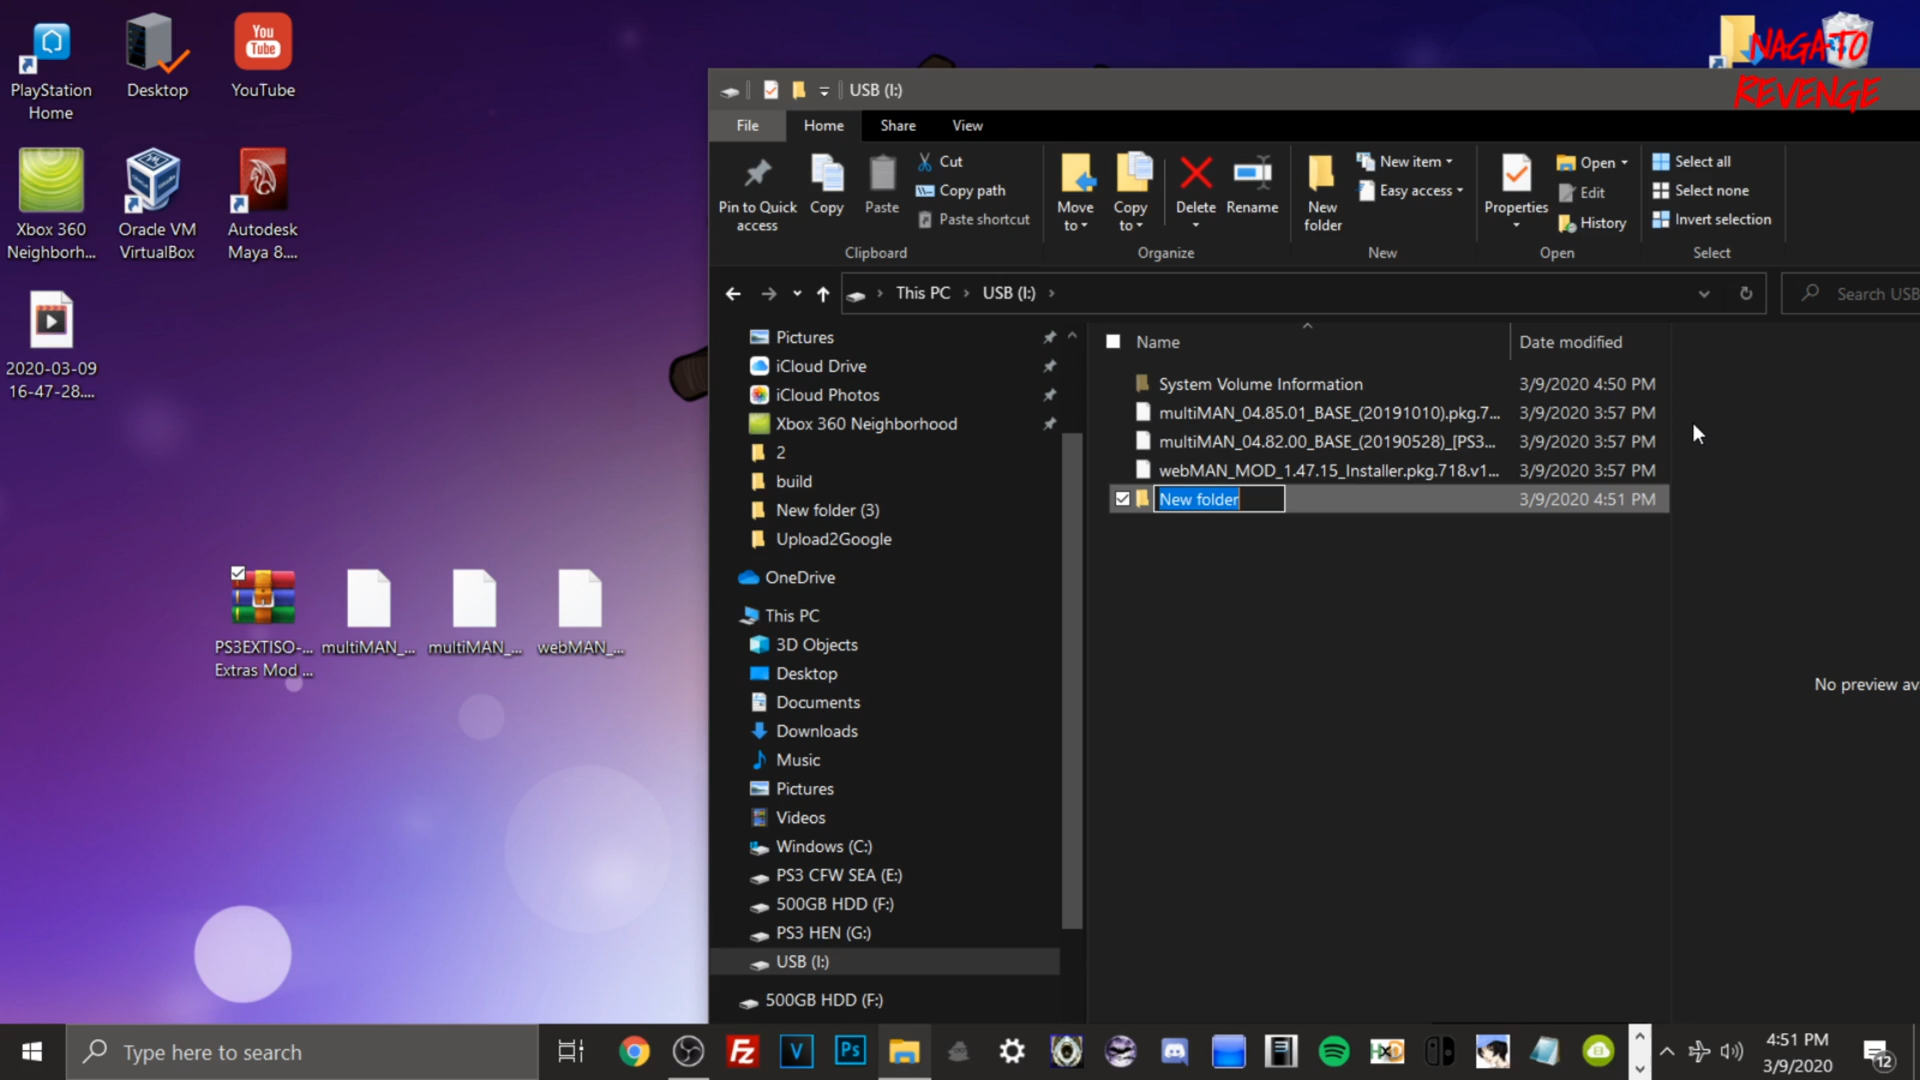 PlayStation
Home
Desktop
You
Tube
YouTube
Xbox 360
Neighborh...
Oracle VM
VirtualBox
Autodesk
Maya 8....
2020-03-09
16-47-28....
PS3EXTISO-...
Extras Mod ...
multiMAN_...
multiMAN_...
webMAN_...
NAGATO
REVENGE
USB (I:)
File
Home
Share
View
Pin to Quick
access
Copy
Paste
Cut
Copy path
Paste shortcut
Clipboard
Move
to
Copy
to
Delete
Rename
Organize
New
folder
New item
Easy access
New
Properties
Open
Edit
History
Open
Select all
Select none
Invert selection
Select
This PC
USB (I:)
Search USB
Pictures
iCloud Drive
iCloud Photos
Xbox 360 Neighborhood
2
build
New folder (3)
Upload2Google
OneDrive
This PC
3D Objects
Desktop
Documents
Downloads
Music
Pictures
Videos
Windows (C:)
PS3 CFW SEA (E:)
500GB HDD (F:)
PS3 HEN (G:)
USB (I:)
500GB HDD (F:)
Name
Date modified
System Volume Information
3/9/2020 4:50 PM
multiMAN_04.85.01_BASE_(20191010).pkg.7...
3/9/2020 3:57 PM
multiMAN_04.82.00_BASE_(20190528)_[PS3...
3/9/2020 3:57 PM
webMAN_MOD_1.47.15_Installer.pkg.718.v1...
3/9/2020 3:57 PM
New folder
3/9/2020 4:51 PM
No preview av
Type here to search
Fz
V
Ps
HxD
4:51 PM
3/9/2020
12